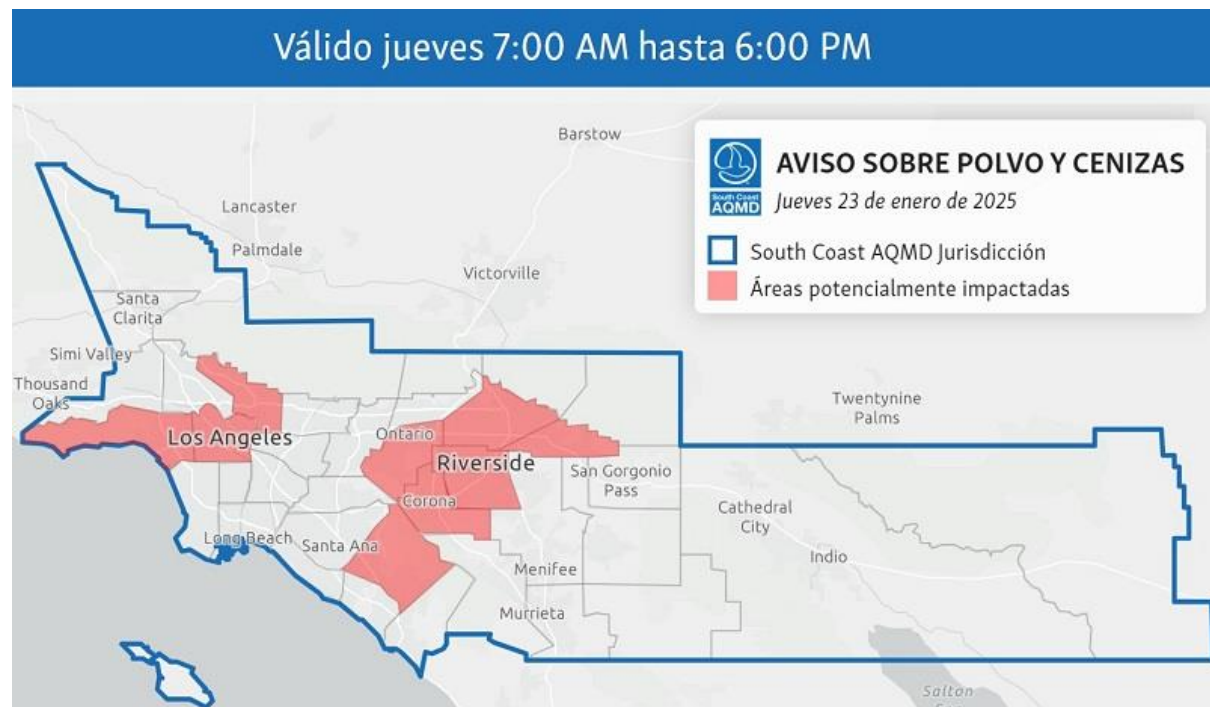 Válido jueves 7:00 AM hasta 6:00 PM
Barstow
South Coast
AQMD
AVISO SOBRE POLVO Y CENIZAS
Jueves 23 de enero de 2025
South Coast AQMD Jurisdicción
Áreas potencialmente impactadas
Lancaster
Palmdale
Victorville
Santa
Clarita
Simi Valley
Thousand
Oaks
Twentynine
Palms
Los Angeles
Ontario
Riverside
San Gorgonio
Pass
Corona
Cathedral
City
Long Beach
Santa Ana
Indio
Menifee
Murrieta
Salton